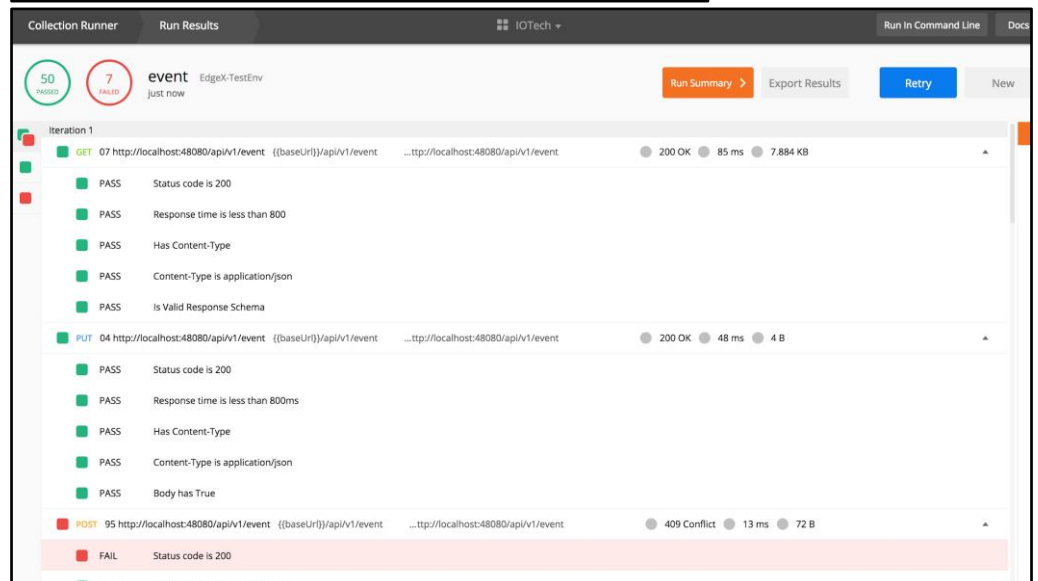 Collection Runner Run Results IOTech Run In Command Line Docs
50 PASSED 7 FAILED event EdgeX-TestEnv Run Summary Export Results Retry New
just now
Iteration 1
GET 07 http://localhost:48080/api/v1/event {{baseUrl}}/api/v1/event ...ttp://localhost:48080/api/v1/event 200 OK 85 ms 7.884 KB
PASS Status code is 200
PASS Response time is less than 800
PASS Has Content-Type
PASS Content-Type is application/json
PASS Is Valid Response Schema
PUT 04 http://localhost:48080/api/v1/event {{baseUrl}}/api/v1/event ...ttp://localhost:48080/api/v1/event 200 OK 48 ms 4 B
PASS Status code is 200
PASS Response time is less than 800ms
PASS Has Content-Type
PASS Content-Type is application/json
PASS Body has True
POST 95 http://localhost:48080/api/v1/event {{baseUrl}}/api/v1/event ...ttp://localhost:48080/api/v1/event 409 Conflict 13 ms 72 B
FAIL Status code is 200